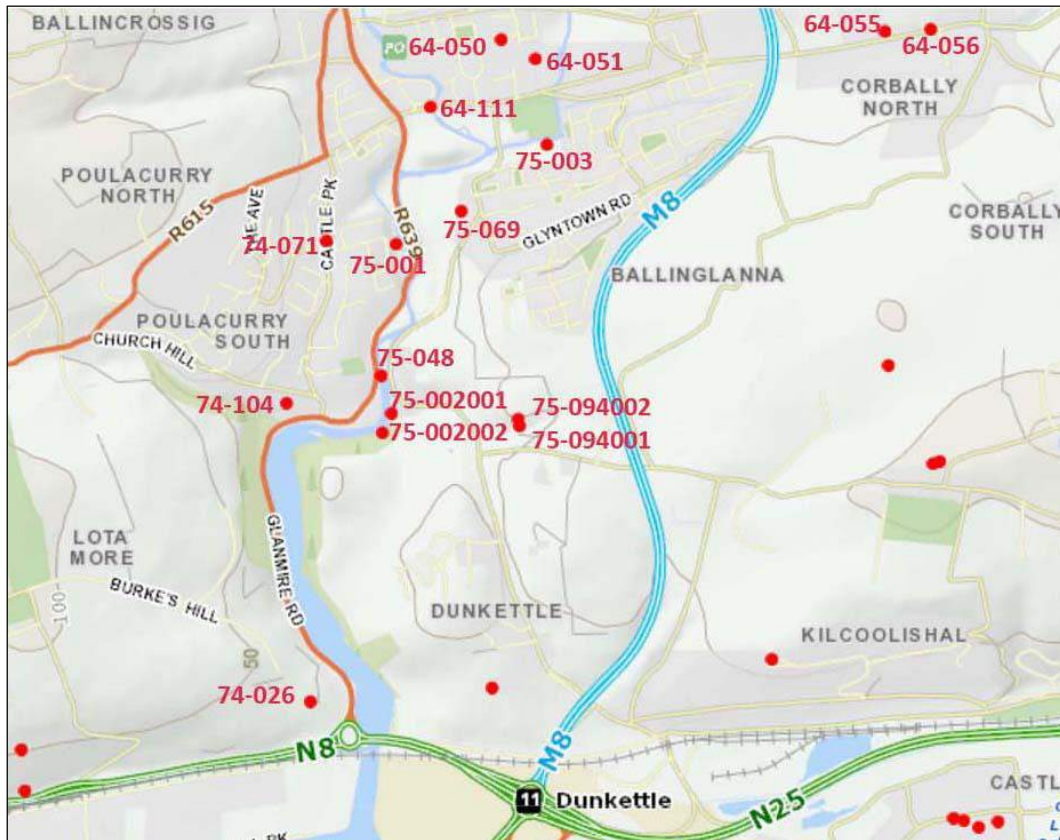 BALLINCROSSIG
PO
64-050
64-051
64-055
64-056
CORBALLY
NORTH
64-111
75-003
M8
POULACURRY
NORTH
R615
CASTLE PK
R639
75-069
GLYNTOWN RD
CORBALLY
SOUTH
74-071
75-001
BALLINGLANNA
POULACURRY
SOUTH
CHURCH HILL
75-048
74-104
75-002001
75-002002
75-094002
75-094001
LOTA
MORE
GLANMIRE RD
BURKE'S HILL
100
50
DUNKETTLE
KILCOOLISHAL
74-026
N8
M8
11 Dunkettle
N25
CASTL